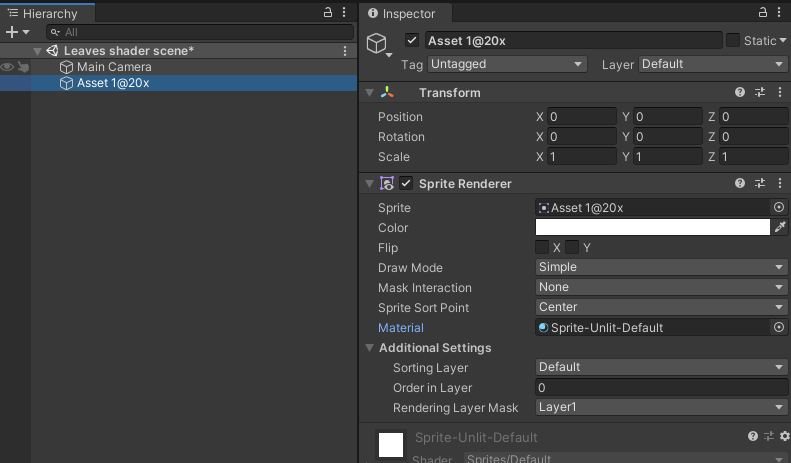 Hierarchy
All
Leaves shader scene*
Main Camera
Asset 1@20x
Inspector
Asset 1@20x Static
Tag Untagged Layer Default
Transform
Position X 0 Y 0 Z 0
Rotation X 0 Y 0 Z 0
Scale X 1 Y 1 Z 1
Sprite Renderer
Sprite Asset 1@20x
Color
Flip X Y
Draw Mode Simple
Mask Interaction None
Sprite Sort Point Center
Material Sprite-Unlit-Default
Additional Settings
Sorting Layer Default
Order in Layer 0
Rendering Layer Mask Layer1
Sprite-Unlit-Default
Shader Sprites/Default